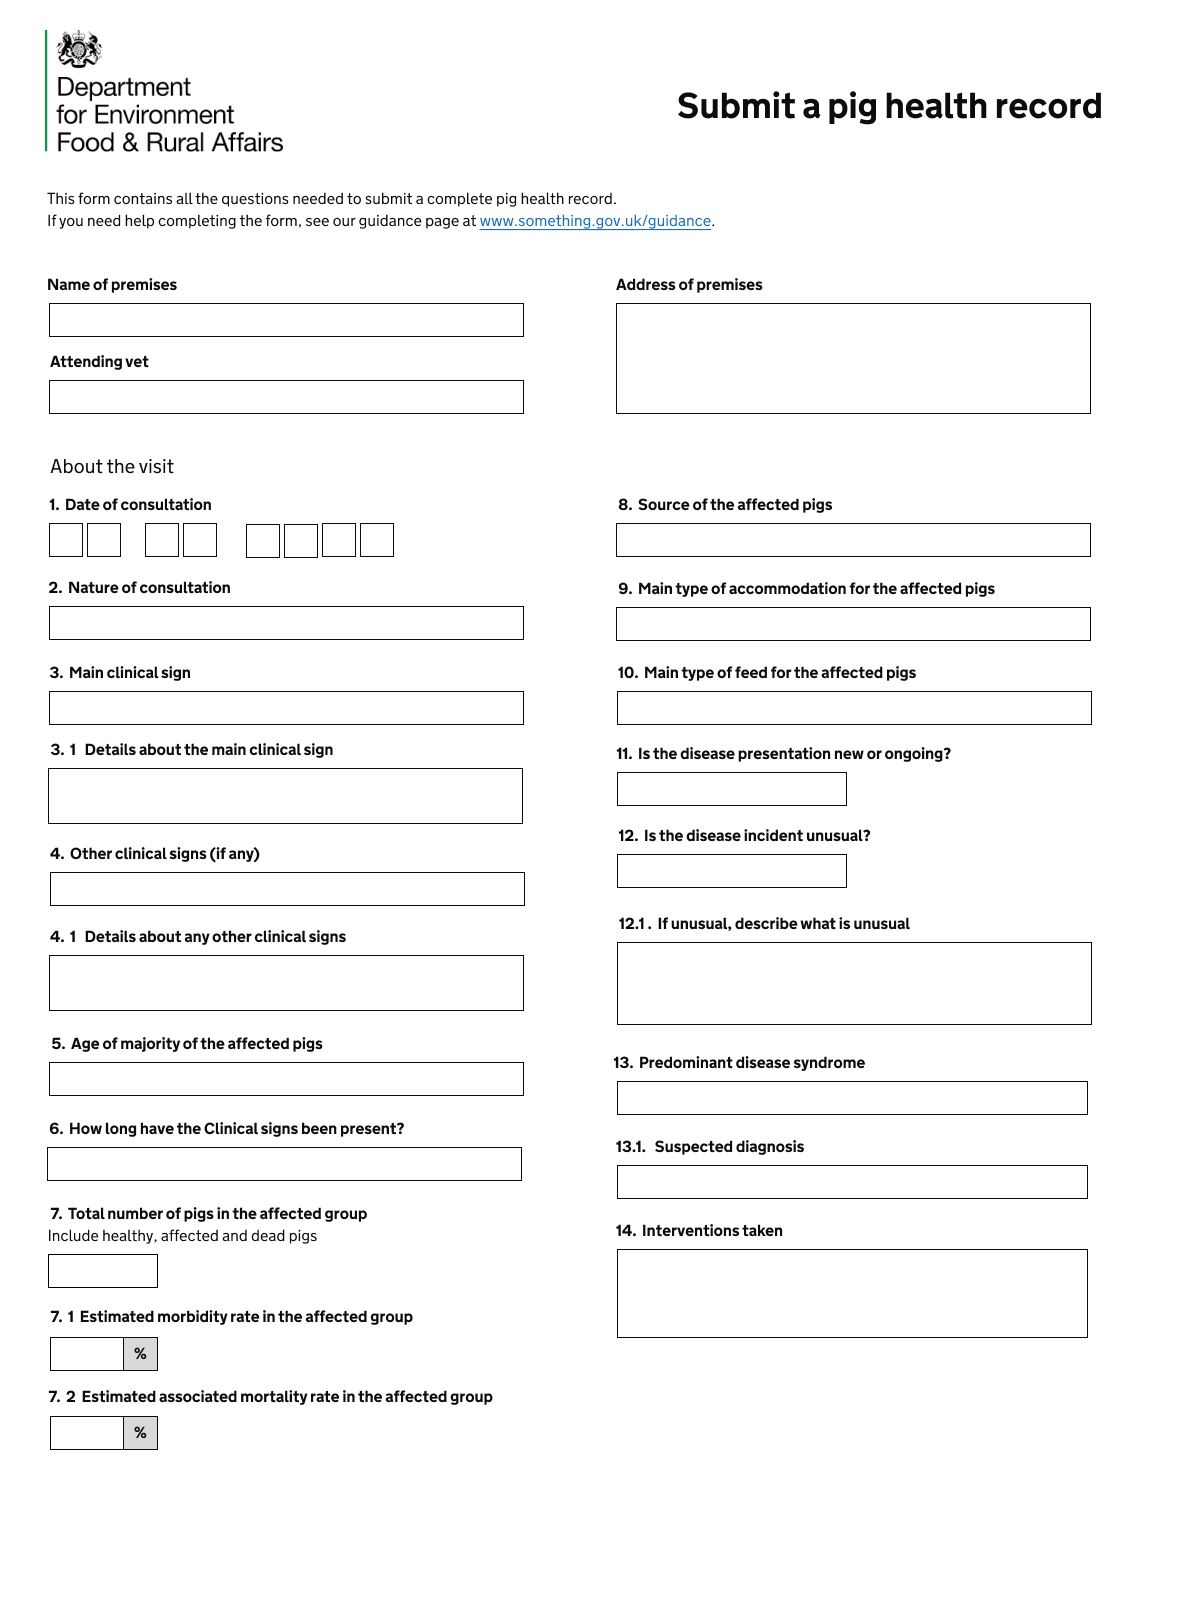 Department
for Environment
Food & Rural Affairs
Submit a pig health record
This form contains all the questions needed to submit a complete pig health record.
If you need help completing the form, see our guidance page at www.something.gov.uk/guidance.
Name of premises
Attending vet
Address of premises
About the visit
1. Date of consultation
2. Nature of consultation
3. Main clinical sign
3. 1 Details about the main clinical sign
4. Other clinical signs (if any)
4. 1 Details about any other clinical signs
5. Age of majority of the affected pigs
6. How long have the Clinical signs been present?
7. Total number of pigs in the affected group
Include healthy, affected and dead pigs
7. 1 Estimated morbidity rate in the affected group
%
7. 2 Estimated associated mortality rate in the affected group
%
8. Source of the affected pigs
9. Main type of accommodation for the affected pigs
10. Main type of feed for the affected pigs
11. Is the disease presentation new or ongoing?
12. Is the disease incident unusual?
12.1 . If unusual, describe what is unusual
13. Predominant disease syndrome
13.1. Suspected diagnosis
14. Interventions taken